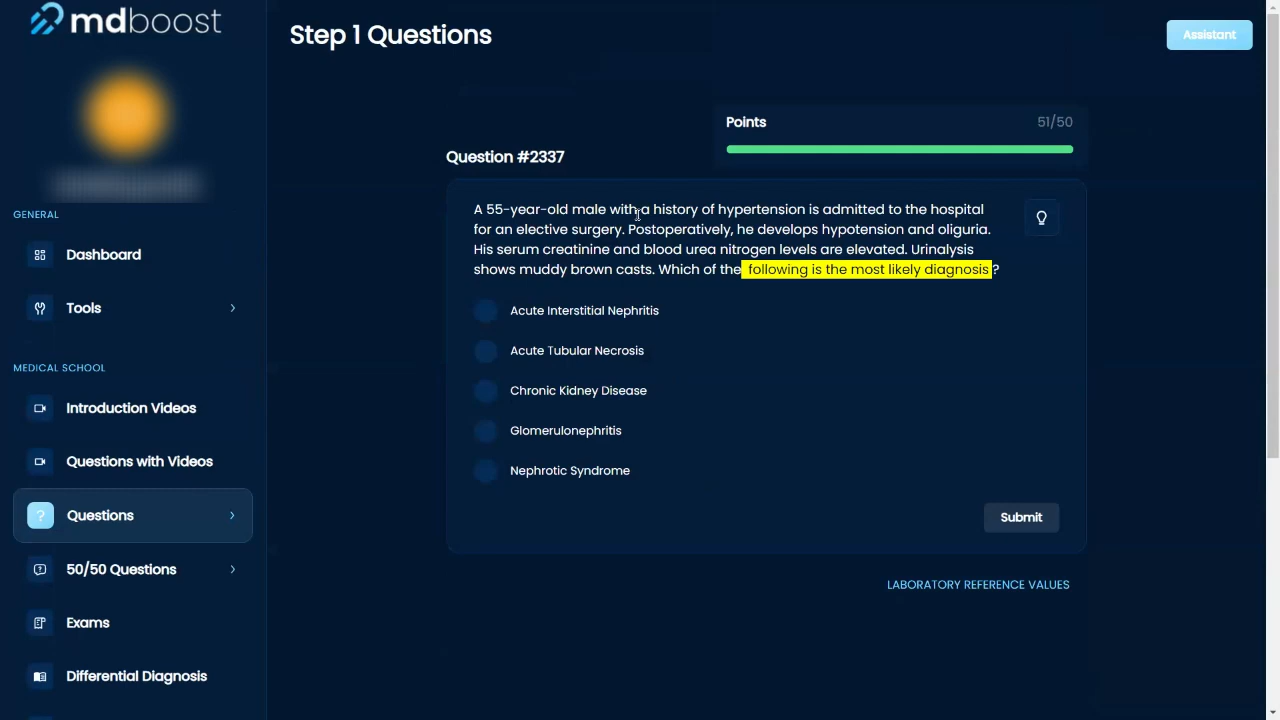 mdboost
Step 1 Questions
Assistant
Points
51/50
Question #2337
A 55-year-old male with a history of hypertension is admitted to the hospital
for an elective surgery. Postoperatively, he develops hypotension and oliguria.
His serum creatinine and blood urea nitrogen levels are elevated. Urinalysis
shows muddy brown casts. Which of the following is the most likely diagnosis ?
Acute Interstitial Nephritis
Acute Tubular Necrosis
Chronic Kidney Disease
Glomerulonephritis
Nephrotic Syndrome
Submit
LABORATORY REFERENCE VALUES
GENERAL
Dashboard
Tools
MEDICAL SCHOOL
Introduction Videos
Questions with Videos
Questions
50/50 Questions
Exams
Differential Diagnosis